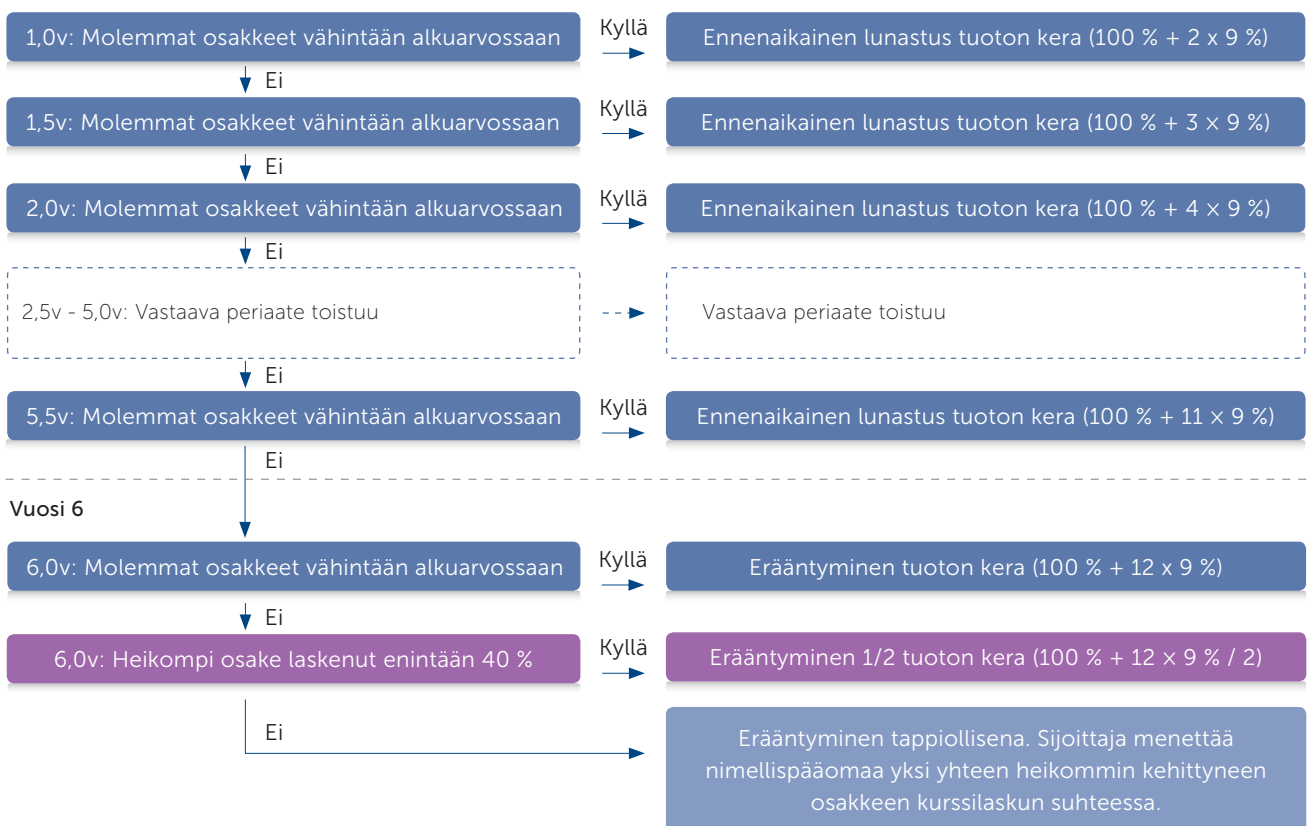 1,0v: Molemmat osakkeet vähintään alkuarvossaan
Kyllä
Ennenaikainen lunastus tuoton kera (100 % + 2 x 9 %)
Ei
1,5v: Molemmat osakkeet vähintään alkuarvossaan
Kyllä
Ennenaikainen lunastus tuoton kera (100 % + 3 × 9 %)
Ei
2,0v: Molemmat osakkeet vähintään alkuarvossaan
Kyllä
Ennenaikainen lunastus tuoton kera (100 % + 4 × 9 %)
Ei
2,5v - 5,0v: Vastaava periaate toistuu
Vastaava periaate toistuu
Ei
5,5v: Molemmat osakkeet vähintään alkuarvossaan
Kyllä
Ennenaikainen lunastus tuoton kera (100 % + 11 × 9 %)
Ei
Vuosi 6
6,0v: Molemmat osakkeet vähintään alkuarvossaan
Kyllä
Erääntyminen tuoton kera (100 % + 12 x 9 %)
Ei
6,0v: Heikompi osake laskenut enintään 40 %
Kyllä
Erääntyminen 1/2 tuoton kera (100 % + 12 × 9 % / 2)
Ei
Erääntyminen tappiollisena. Sijoittaja menettää
nimellispääomaa yksi yhteen heikommin kehittyneen
osakkeen kurssilaskun suhteessa.